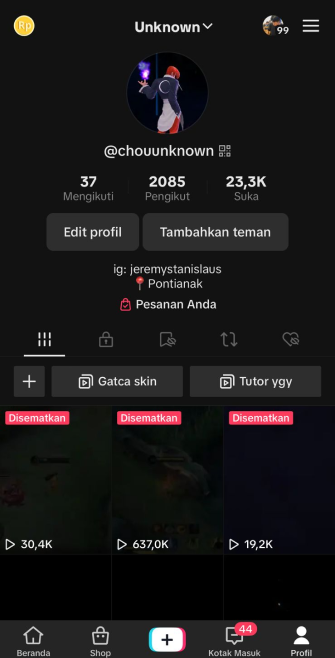 Rp
Unknown
99
@chouunknown
37 2085 23,3K
Mengikuti Pengikut Suka
Edit profil Tambahkan teman
ig: jeremystanislaus
📍 Pontianak
Pesanan Anda
+ Gatca skin Tutor ygy
Disematkan Disematkan Disematkan
30,4K 637,0K 19,2K
44
Beranda Shop Kotak Masuk Profil